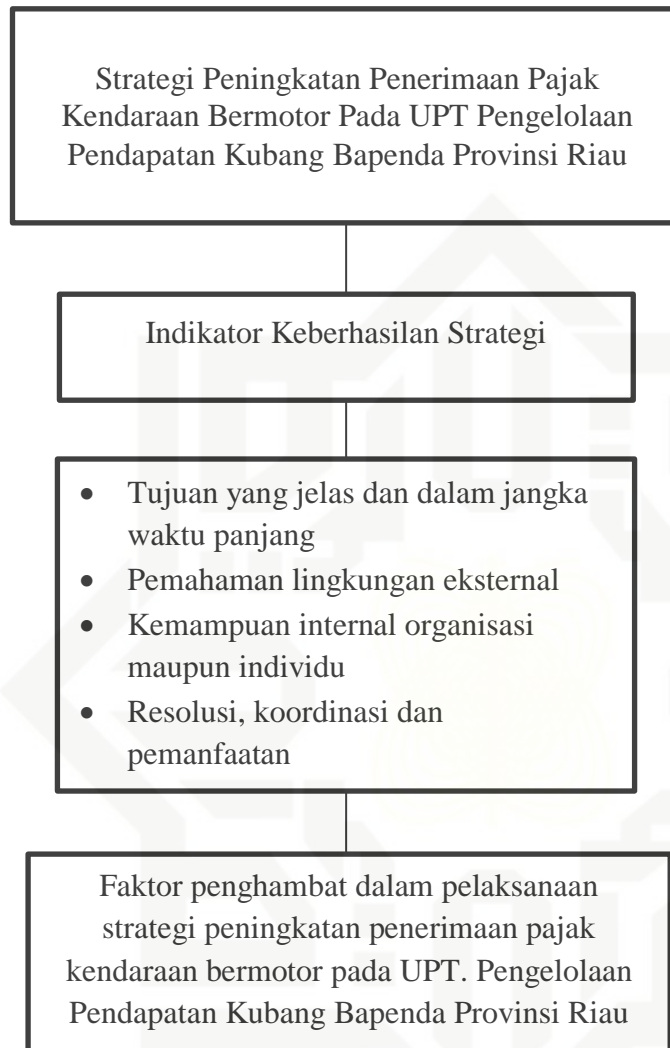 Strategi Peningkatan Penerimaan Pajak
Kendaraan Bermotor Pada UPT Pengelolaan
Pendapatan Kubang Bapenda Provinsi Riau
Indikator Keberhasilan Strategi
• Tujuan yang jelas dan dalam jangka
waktu panjang
• Pemahaman lingkungan eksternal
• Kemampuan internal organisasi
maupun individu
• Resolusi, koordinasi dan
pemanfaatan
Faktor penghambat dalam pelaksanaan
strategi peningkatan penerimaan pajak
kendaraan bermotor pada UPT. Pengelolaan
Pendapatan Kubang Bapenda Provinsi Riau